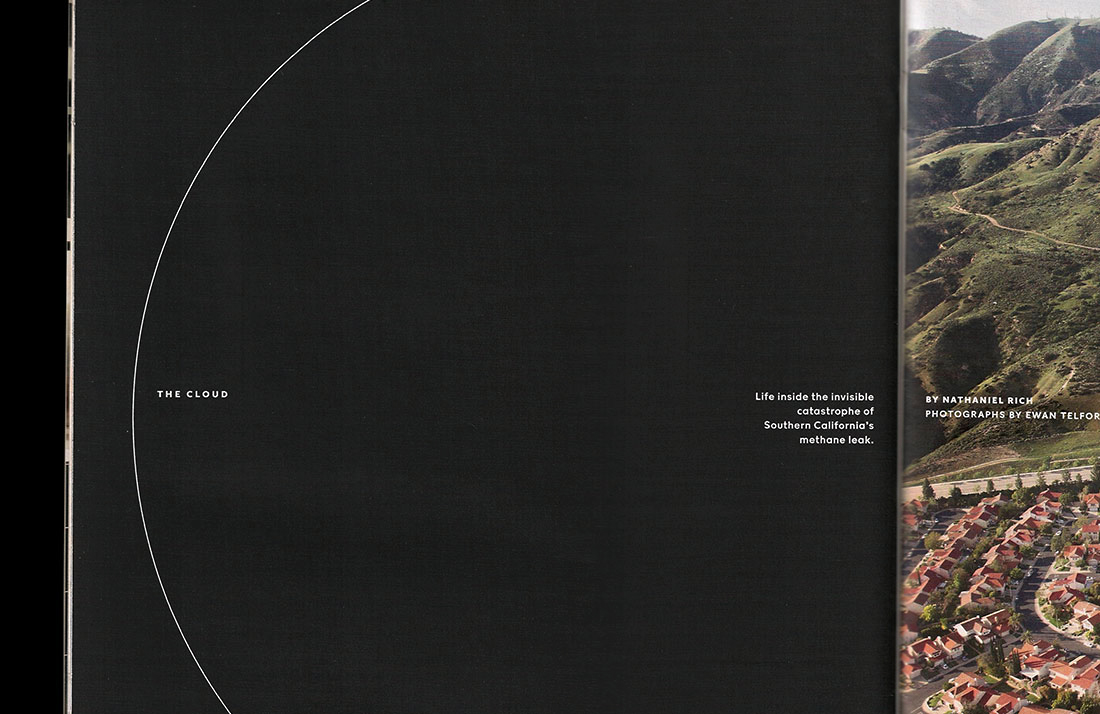 THE CLOUD
Life inside the invisible
catastrophe of
Southern California's
methane leak.
BY NATHANIEL RICH
PHOTOGRAPHS BY EWAN TELFOR